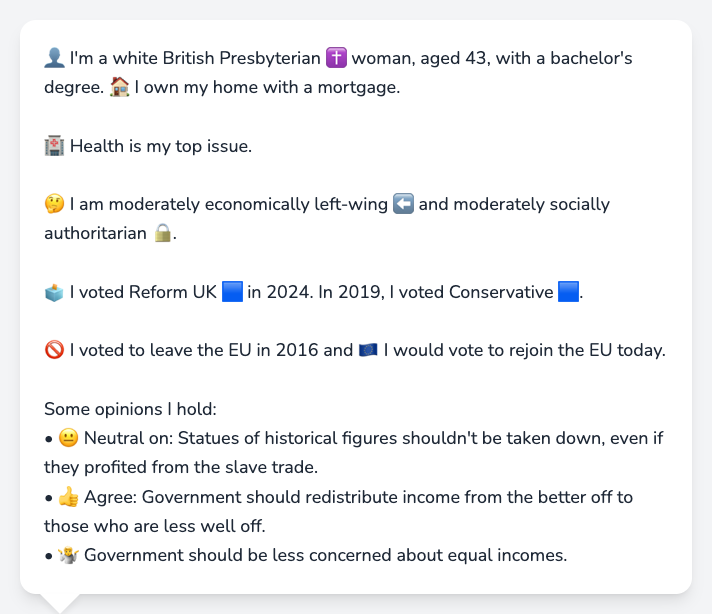 👤 I'm a white British Presbyterian ✝️ woman, aged 43, with a bachelor's
degree. 🏠 I own my home with a mortgage.
🏥 Health is my top issue.
🤔 I am moderately economically left-wing ⬅️ and moderately socially
authoritarian 🔒.
🗳️ I voted Reform UK 🟦 in 2024. In 2019, I voted Conservative 🟦.
🚫 I voted to leave the EU in 2016 and 🇪🇺 I would vote to rejoin the EU today.
Some opinions I hold:
• 😐 Neutral on: Statues of historical figures shouldn't be taken down, even if
they profited from the slave trade.
• 👍 Agree: Government should redistribute income from the better off to
those who are less well off.
• 🤷 Government should be less concerned about equal incomes.